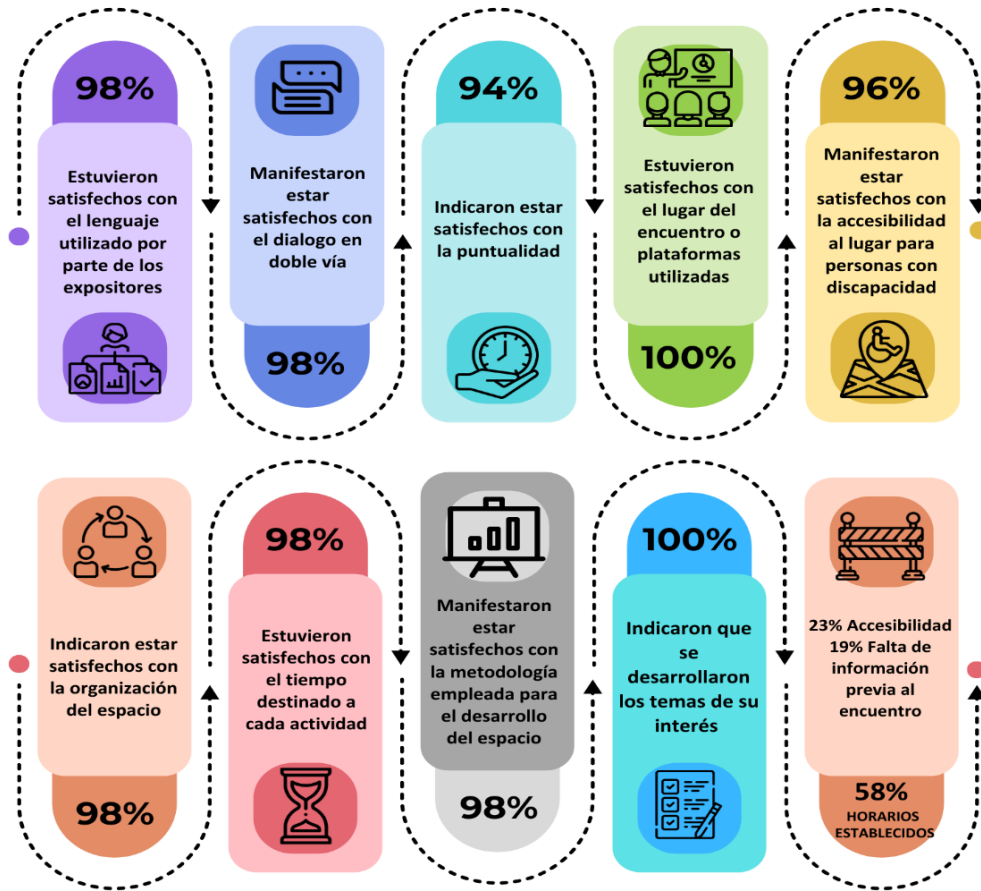 98%
Estuvieron
satisfechos con
el lenguaje
utilizado por
parte de los
expositores
Manifestaron
estar
satisfechos con
el dialogo en
doble vía
98%
94%
Indicaron estar
satisfechos con
la puntualidad
Estuvieron
satisfechos con
el lugar del
encuentro o
plataformas
utilizadas
100%
96%
Manifestaron
estar
satisfechos con
la accesibilidad
al lugar para
personas con
discapacidad
Indicaron estar
satisfechos con
la organización
del espacio
98%
98%
Estuvieron
satisfechos con
el tiempo
destinado a
cada actividad
Manifestaron
estar
satisfechos con
la metodología
empleada para
el desarrollo
del espacio
98%
100%
Indicaron que
se
desarrollaron
los temas de su
interés
23% Accesibilidad
19% Falta de
información
previa al
encuentro
58%
HORARIOS
ESTABLECIDOS